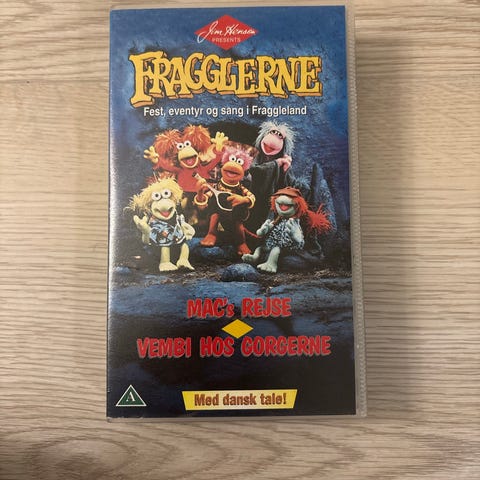 Jim Henson
PRESENTS
FRAGGLERNE
Fest, eventyr og sang i Fraggleland
MAC's REJSE
VEMBI HOS GORGERNE
A
Med dansk tale!